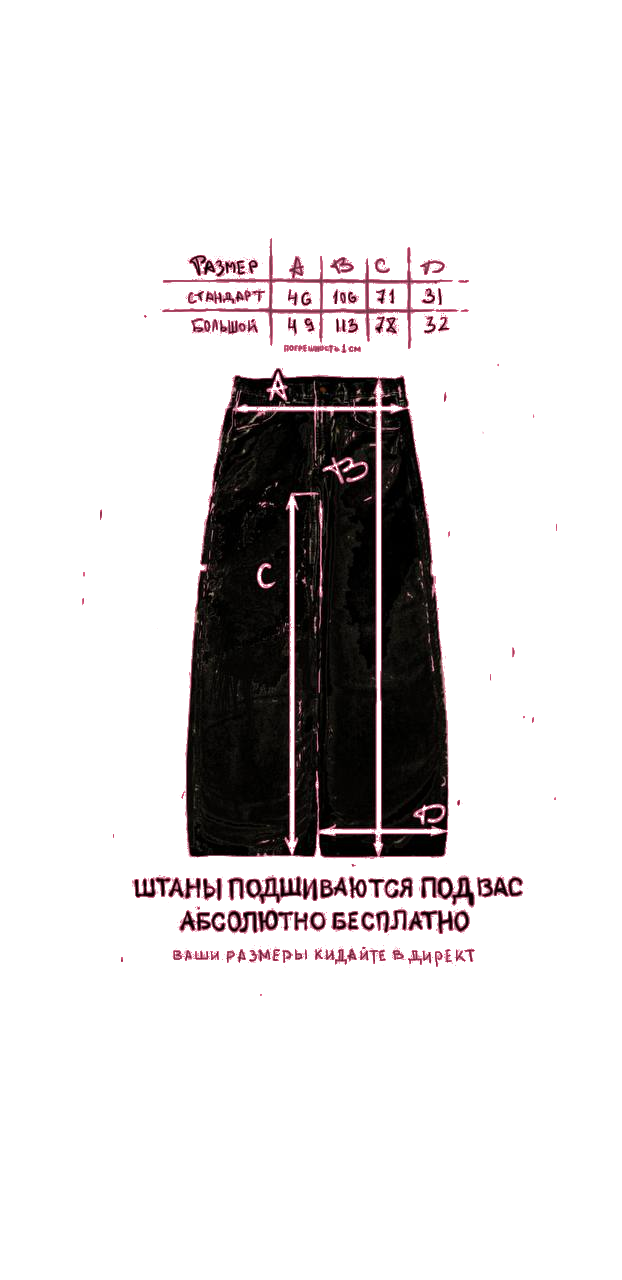 РАЗМЕР A B C D
СТАНДАРТ 46 106 71 31
БОЛЬШОЙ 49 113 78 32
ПОГРЕШНОСТЬ 1 СМ
A
B
C
D
ШТАНЫ ПОДШИВАЮТСЯ ПОД ВАС
АБСОЛЮТНО БЕСПЛАТНО
ВАШИ РАЗМЕРЫ КИДАЙТЕ В ДИРЕКТ